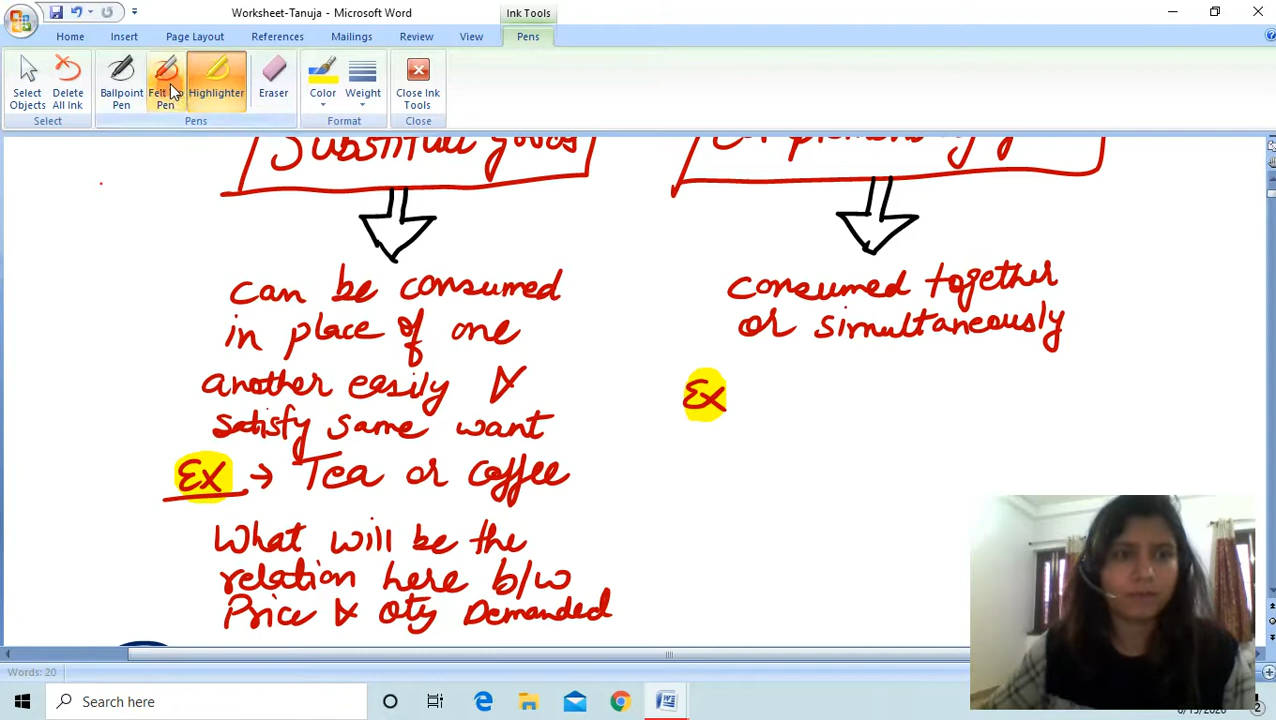 Worksheet-Tanuja - Microsoft Word
Ink Tools
Home Insert Page Layout References Mailings Review View Pens
Select Objects
Delete All Ink
Ballpoint Pen
Pen
Highlighter
Eraser
Color
Weight
Close Ink Tools
Select
Pens
Format
Close
Substitute goods
can be consumed
in place of one
another easily &
satisfy same want
Ex → Tea or Coffee
What will be the
relation here b/w
Price & Qty Demanded
Consumed together
or simultaneously
Ex
Words: 20
Search here